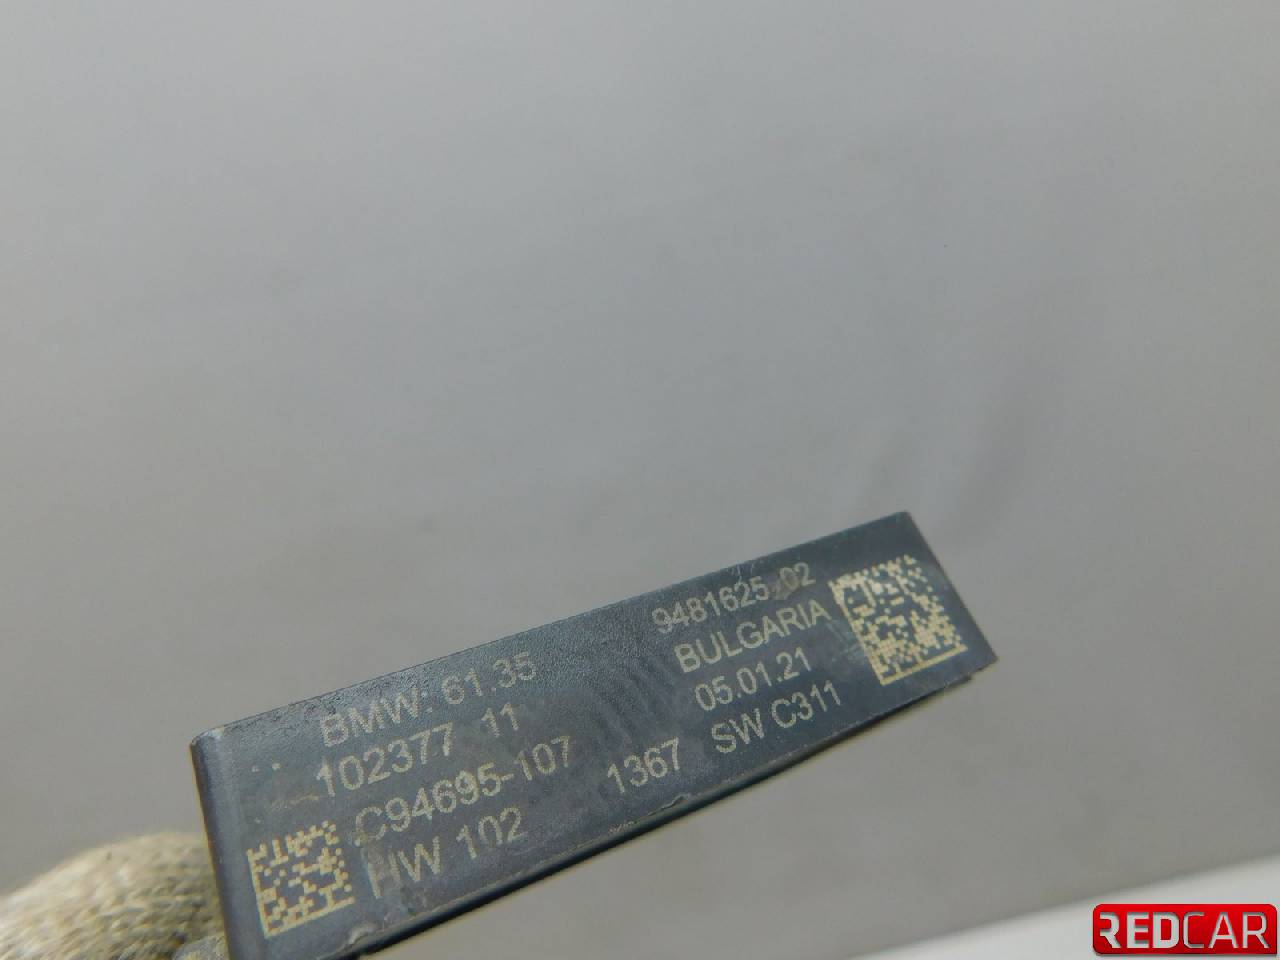 BMW: 61.35
9481625 02
102377 11
BULGARIA
C94695-107
05.01.21
HW 102
1367
SW C311
REDCAR